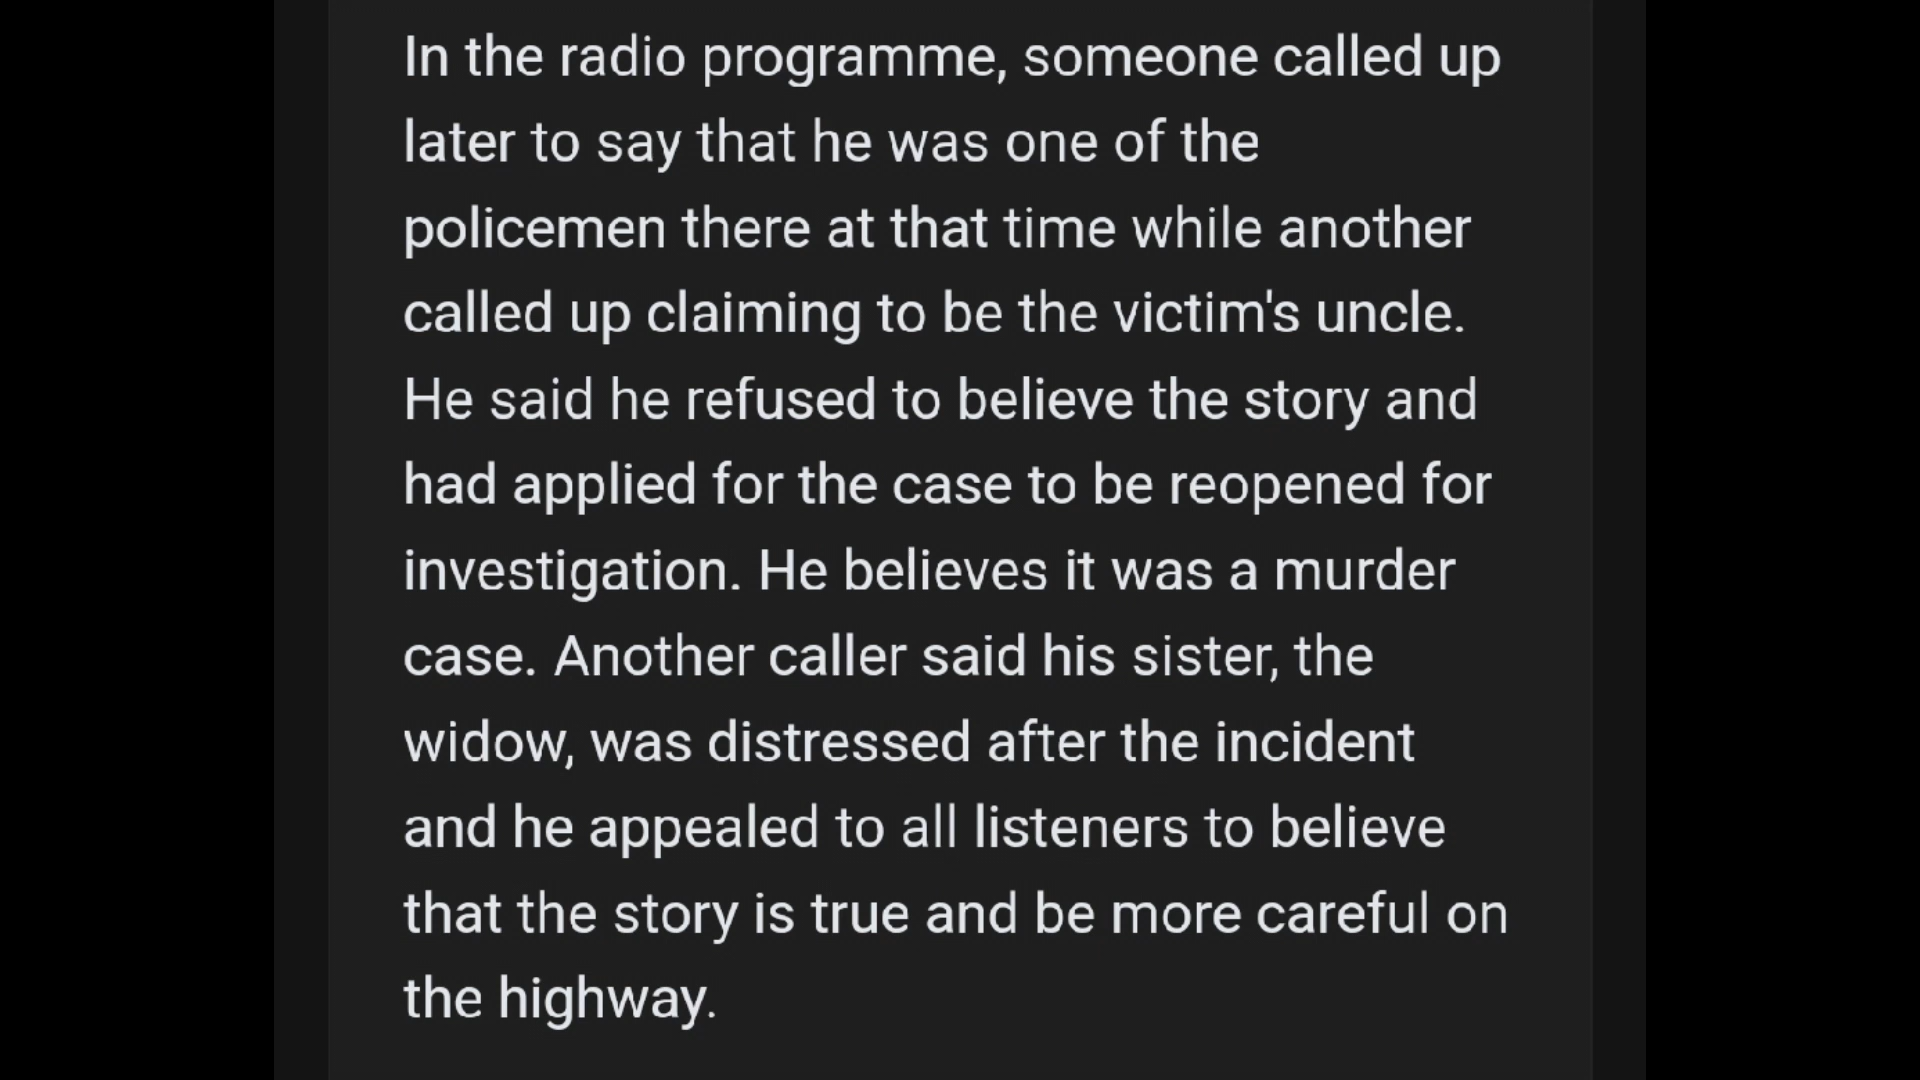 In the radio programme, someone called up
later to say that he was one of the
policemen there at that time while another
called up claiming to be the victim's uncle.
He said he refused to believe the story and
had applied for the case to be reopened for
investigation. He believes it was a murder
case. Another caller said his sister, the
widow, was distressed after the incident
and he appealed to all listeners to believe
that the story is true and be more careful on
the highway.